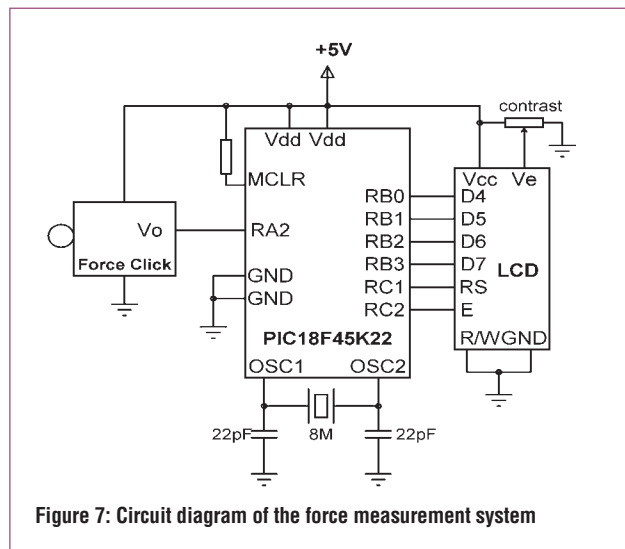 +5V
contrast
Vdd Vdd
MCLR
Vcc Ve
RB0 D4
RB1 D5
Vo RA2 RB2 D6
Force Click RB3 D7 LCD
GND RC1 RS
GND RC2 E
PIC18F45K22 R/W GND
OSC1 OSC2
22pF 8M 22pF
Figure 7: Circuit diagram of the force measurement system